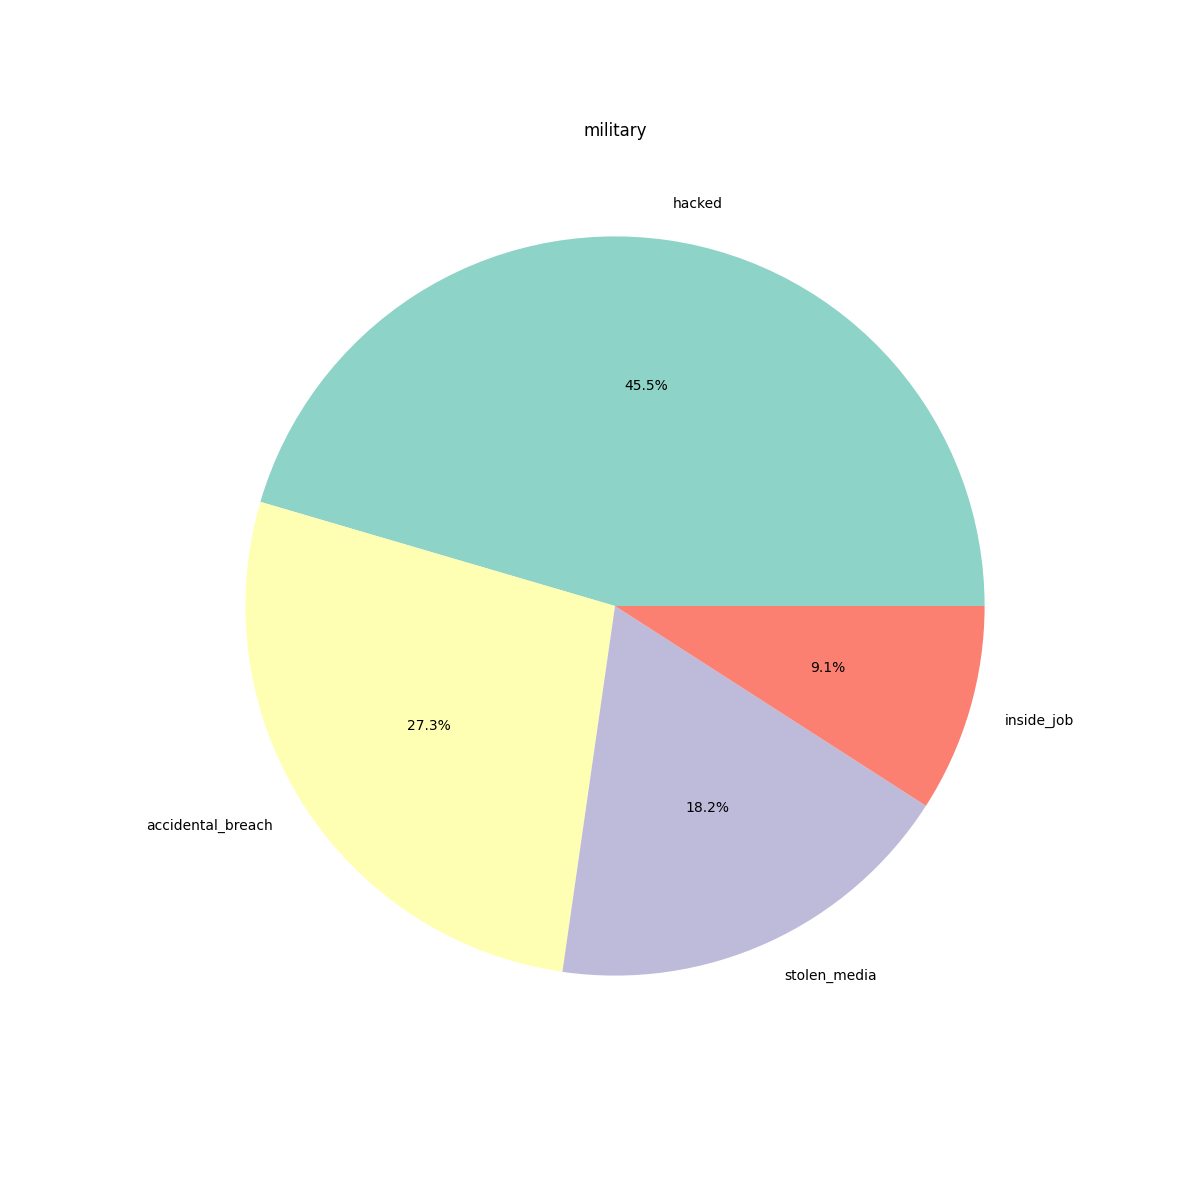 military
hacked
45.5%
9.1%
inside_job
27.3%
18.2%
accidental_breach
stolen_media